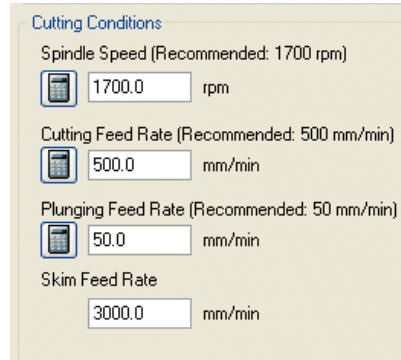 Cutting Conditions
Spindle Speed (Recommended: 1700 rpm)
1700.0 rpm
Cutting Feed Rate (Recommended: 500 mm/min)
500.0 mm/min
Plunging Feed Rate (Recommended: 50 mm/min)
50.0 mm/min
Skim Feed Rate
3000.0 mm/min